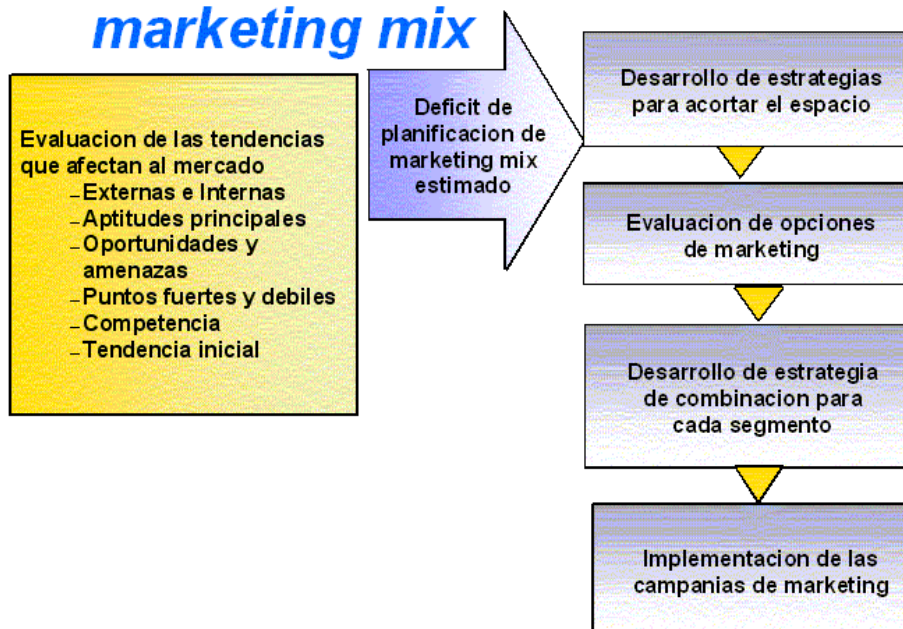 marketing mix
Evaluacion de las tendencias
que afectan al mercado
–Externas e Internas
–Aptitudes principales
–Oportunidades y
amenazas
–Puntos fuertes y debiles
–Competencia
–Tendencia inicial
Deficit de
planificacion de
marketing mix
estimado
Desarrollo de estrategias
para acortar el espacio
Evaluacion de opciones
de marketing
Desarrollo de estrategia
de combinacion para
cada segmento
Implementacion de las
campanias de marketing